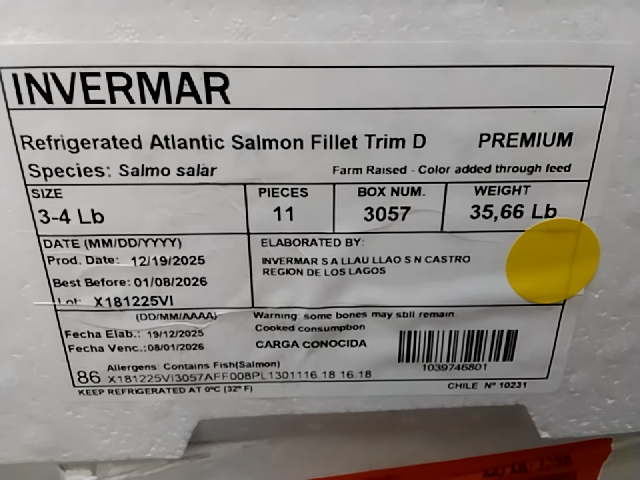 INVERMAR
Refrigerated Atlantic Salmon Fillet Trim D PREMIUM
Species: Salmo salar Farm Raised - Color added through feed
SIZE PIECES BOX NUM. WEIGHT
3-4 Lb 11 3057 35,66 Lb
DATE (MM/DD/YYYY) ELABORATED BY:
Prod. Date: 12/19/2025 INVERMAR S A LLAU LLAO S N CASTRO
REGION DE LOS LAGOS
Best Before: 01/08/2026
Lot: X181225VI
(DD/MM/AAAA) Warning: some bones may still remain
Cooked consumption
Fecha Elab.: 19/12/2025
Fecha Venc.:08/01/2026 CARGA CONOCIDA
Allergens: Contains Fish(Salmon) 1039746801
86 X181225VI3057AFF008PL1301116.18 16.18
KEEP REFRIGERATED AT 0ºC (32º F) CHILE Nº 10231